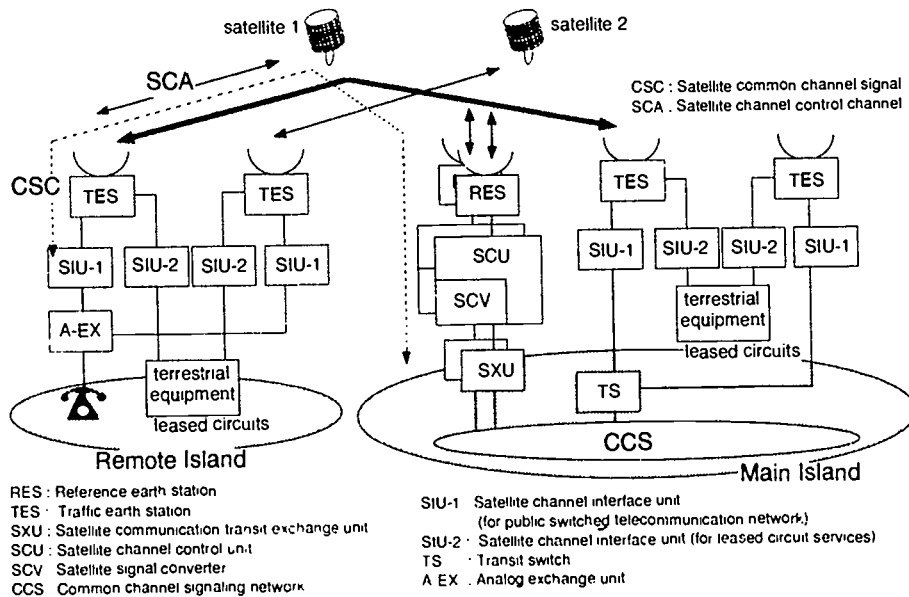 satellite 1
satellite 2
SCA
CSC : Satellite common channel signal
SCA . Satellite channel control channel
CSC
TES
TES
RES
TES
TES
SIU-1
SIU-2
SIU-2
SIU-1
SCU
SIU-1
SIU-2
SIU-2
SIU-1
SCV
terrestrial
equipment
A-EX
leased circuits
terrestrial
equipment
SXU
TS
leased circuits
CCS
Remote Island
Main Island
RES : Reference earth station
TES : Traffic earth station
SXU : Satellite communication transit exchange unit
SCU : Satellite channel control unit
SCV Satellite signal converter
CCS Common channel signaling network
SIU-1 Satellite channel interface unit
(for public switched telecommunication network)
SIU-2 : Satellite channel interface unit (for leased circuit services)
TS : Transit switch
A EX : Analog exchange unit